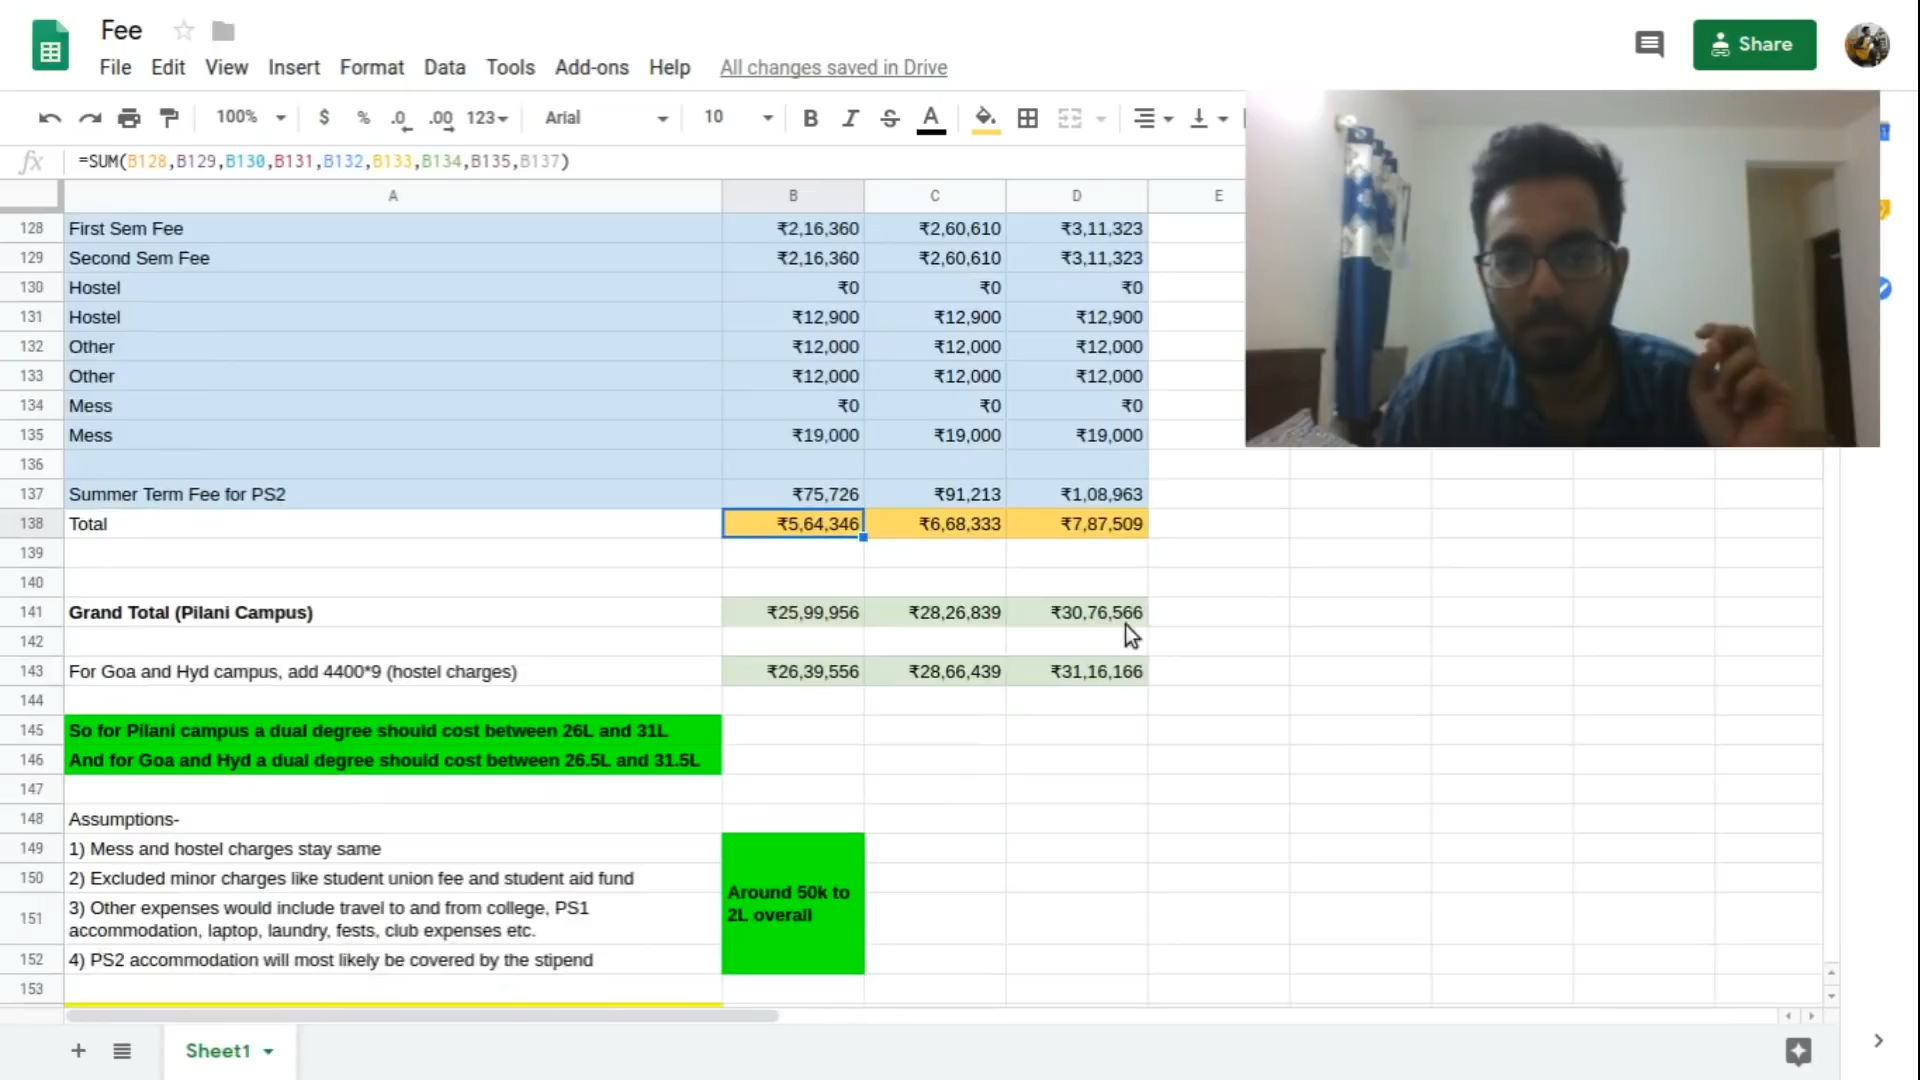 Fee
File Edit View Insert Format Data Tools Add-ons Help All changes saved in Drive
Share
100% $ % .0 .00 123 Arial 10 B I S A
fx =SUM(B128,B129,B130,B131,B132,B133,B134,B135,B137)
A B C D E
128 First Sem Fee ₹2,16,360 ₹2,60,610 ₹3,11,323
129 Second Sem Fee ₹2,16,360 ₹2,60,610 ₹3,11,323
130 Hostel ₹0 ₹0 ₹0
131 Hostel ₹12,900 ₹12,900 ₹12,900
132 Other ₹12,000 ₹12,000 ₹12,000
133 Other ₹12,000 ₹12,000 ₹12,000
134 Mess ₹0 ₹0 ₹0
135 Mess ₹19,000 ₹19,000 ₹19,000
136
137 Summer Term Fee for PS2 ₹75,726 ₹91,213 ₹1,08,963
138 Total ₹5,64,346 ₹6,68,333 ₹7,87,509
139
140
141 Grand Total (Pilani Campus) ₹25,99,956 ₹28,26,839 ₹30,76,566
142
143 For Goa and Hyd campus, add 4400*9 (hostel charges) ₹26,39,556 ₹28,66,439 ₹31,16,166
144
145 So for Pilani campus a dual degree should cost between 26L and 31L
146 And for Goa and Hyd a dual degree should cost between 26.5L and 31.5L
147
148 Assumptions-
149 1) Mess and hostel charges stay same
150 2) Excluded minor charges like student union fee and student aid fund
Around 50k to
2L overall
151 3) Other expenses would include travel to and from college, PS1
accommodation, laptop, laundry, fests, club expenses etc.
152 4) PS2 accommodation will most likely be covered by the stipend
153
Sheet1